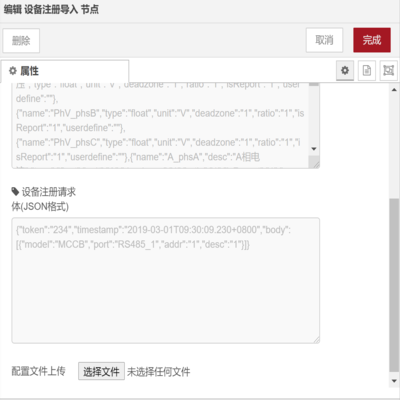 编辑 设备注册导入 节点
删除 取消 完成
属性
压","type":"float","unit":"V","deadzone":"1","ratio":"1","isReport":"1","user
define":""},
{"name":"PhV_phsB","type":"float","unit":"V","deadzone":"1","ratio":"1","is
Report":"1","userdefine":""},
{"name":"PhV_phsC","type":"float","unit":"V","deadzone":"1","ratio":"1","i
sReport":"1","userdefine":""},{"name":"A_phsA","desc":"A相电
设备注册请求
体(JSON格式)
{"token":"234","timestamp":"2019-03-01T09:30:09.230+0800","body":
[{"model":"MCCB","port":"RS485_1","addr":"1","desc":"1"}]}
配置文件上传 选择文件 未选择任何文件